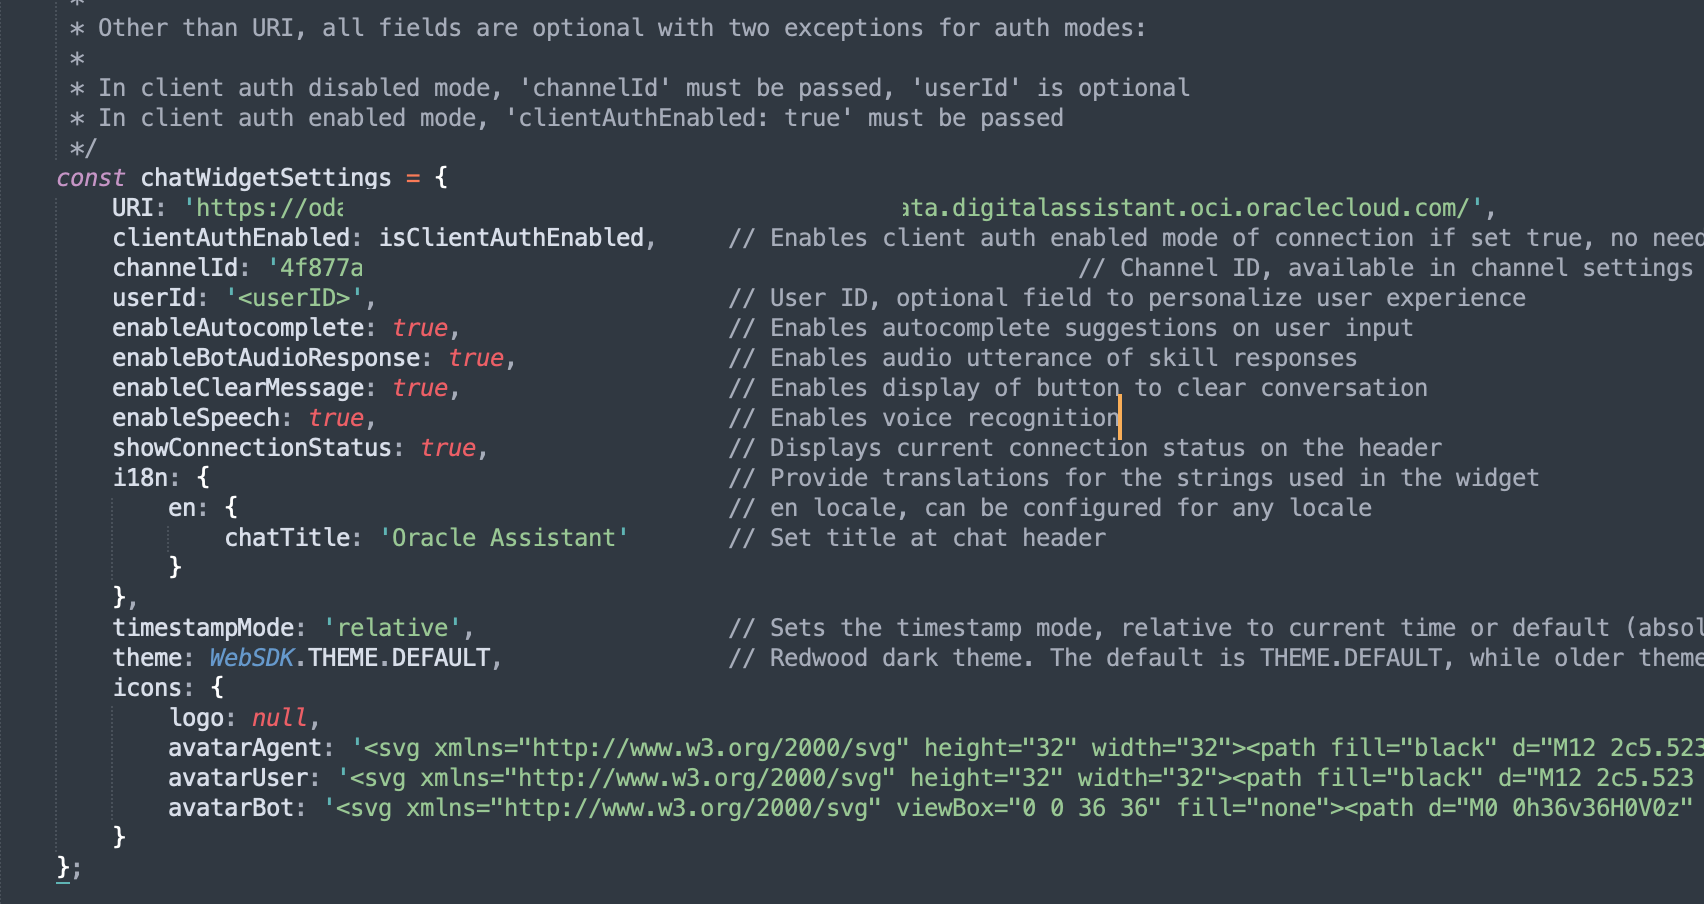 *
* Other than URI, all fields are optional with two exceptions for auth modes:
*
* In client auth disabled mode, 'channelId' must be passed, 'userId' is optional
* In client auth enabled mode, 'clientAuthEnabled: true' must be passed
*/
const chatWidgetSettings = {
URI: 'https://oda ata.digitalassistant.oci.oraclecloud.com/',
clientAuthEnabled: isClientAuthEnabled, // Enables client auth enabled mode of connection if set true, no need
channelId: '4f877a // Channel ID, available in channel settings
userId: '<userID>', // User ID, optional field to personalize user experience
enableAutocomplete: true, // Enables autocomplete suggestions on user input
enableBotAudioResponse: true, // Enables audio utterance of skill responses
enableClearMessage: true, // Enables display of button to clear conversation
enableSpeech: true, // Enables voice recognition
showConnectionStatus: true, // Displays current connection status on the header
i18n: { // Provide translations for the strings used in the widget
en: { // en locale, can be configured for any locale
chatTitle: 'Oracle Assistant' // Set title at chat header
}
},
timestampMode: 'relative', // Sets the timestamp mode, relative to current time or default (absol
theme: WebSDK.THEME.DEFAULT, // Redwood dark theme. The default is THEME.DEFAULT, while older theme
icons: {
logo: null,
avatarAgent: '<svg xmlns="http://www.w3.org/2000/svg" height="32" width="32"><path fill="black" d="M12 2c5.523
avatarUser: '<svg xmlns="http://www.w3.org/2000/svg" height="32" width="32"><path fill="black" d="M12 2c5.523
avatarBot: '<svg xmlns="http://www.w3.org/2000/svg" viewBox="0 0 36 36" fill="none"><path d="M0 0h36v36H0V0z"
}
};